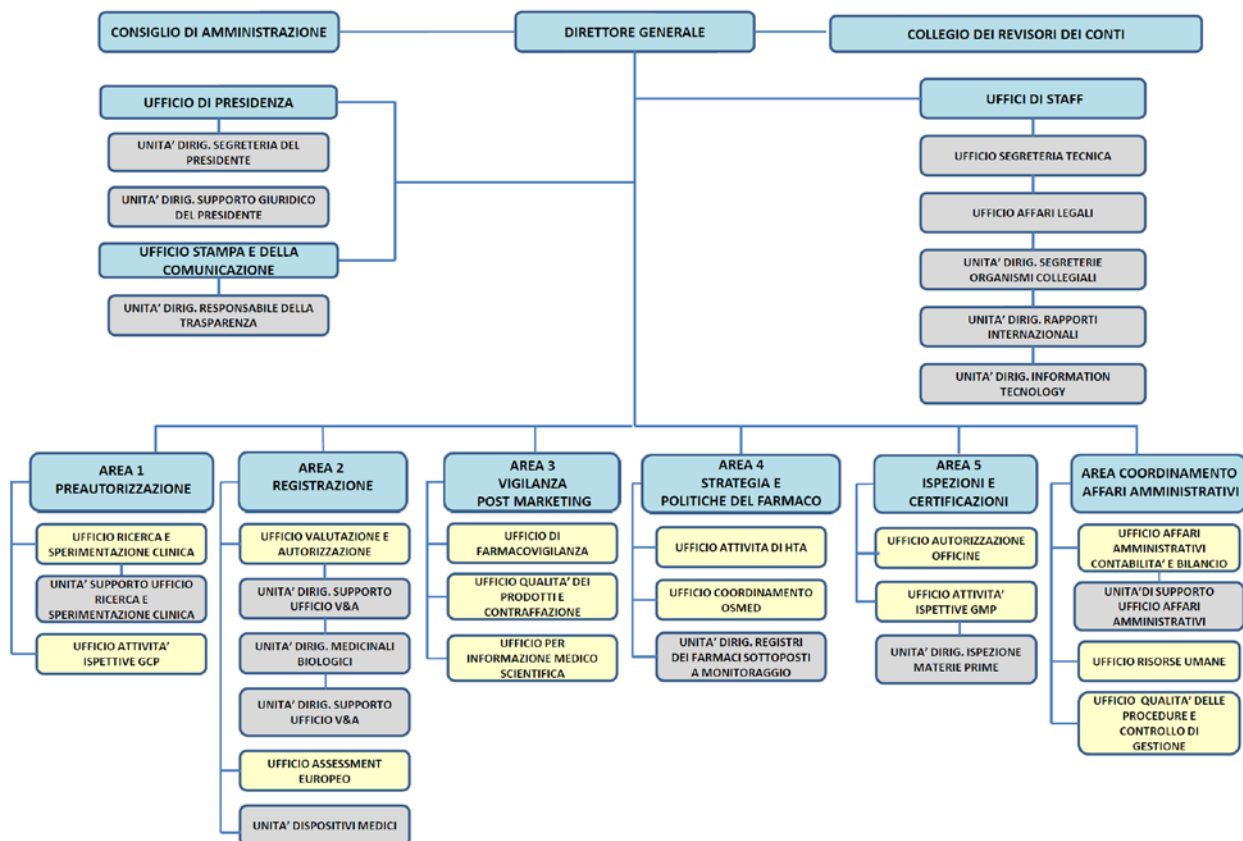 CONSIGLIO DI AMMINISTRAZIONE
DIRETTORE GENERALE
COLLEGIO DEI REVISORI DEI CONTI
UFFICIO DI PRESIDENZA
UNITA' DIRIG. SEGRETERIA DEL
PRESIDENTE
UNITA' DIRIG. SUPPORTO GIURIDICO
DEL PRESIDENTE
UFFICIO STAMPA E DELLA
COMUNICAZIONE
UNITA' DIRIG. RESPONSABILE DELLA
TRASPARENZA
UFFICI DI STAFF
UFFICIO SEGRETERIA TECNICA
UFFICIO AFFARI LEGALI
UNITA' DIRIG. SEGRETERIE
ORGANISMI COLLEGIALI
UNITA' DIRIG. RAPPORTI
INTERNAZIONALI
UNITA' DIRIG. INFORMATION
TECNOLOGY
AREA 1
PREAUTORIZZAZIONE
UFFICIO RICERCA E
SPERIMENTAZIONE CLINICA
UNITA' SUPPORTO UFFICIO
RICERCA E
SPERIMENTAZIONE CLINICA
UFFICIO ATTIVITA'
ISPETTIVE GCP
AREA 2
REGISTRAZIONE
UFFICIO VALUTAZIONE E
AUTORIZZAZIONE
UNITA' DIRIG. SUPPORTO
UFFICIO V&A
UNITA' DIRIG. MEDICINALI
BIOLOGICI
UNITA' DIRIG. SUPPORTO
UFFICIO V&A
UFFICIO ASSESSMENT
EUROPEO
UNITA' DISPOSITIVI MEDICI
AREA 3
VIGILANZA
POST MARKETING
UFFICIO DI
FARMACOVIGILANZA
UFFICIO QUALITA' DEI
PRODOTTI E
CONTRAFFAZIONE
UFFICIO PER
INFORMAZIONE MEDICO
SCIENTIFICA
AREA 4
STRATEGIA E
POLITICHE DEL FARMACO
UFFICIO ATTIVITA DI HTA
UFFICIO COORDINAMENTO
OSMED
UNITA' DIRIG. REGISTRI
DEI FARMACI SOTTOPOSTI
A MONITORAGGIO
AREA 5
ISPEZIONI E
CERTIFICAZIONI
UFFICIO AUTORIZZAZIONE
OFFICINE
UFFICIO ATTIVITA'
ISPETTIVE GMP
UNITA' DIRIG. ISPEZIONE
MATERIE PRIME
AREA COORDINAMENTO
AFFARI AMMINISTRATIVI
UFFICIO AFFARI
AMMINISTRATIVI
CONTABILITA' E BILANCIO
UNITA'DI SUPPORTO
UFFICIO AFFARI
AMMINISTRATIVI
UFFICIO RISORSE UMANE
UFFICIO QUALITA' DELLE
PROCEDURE E
CONTROLLO DI
GESTIONE